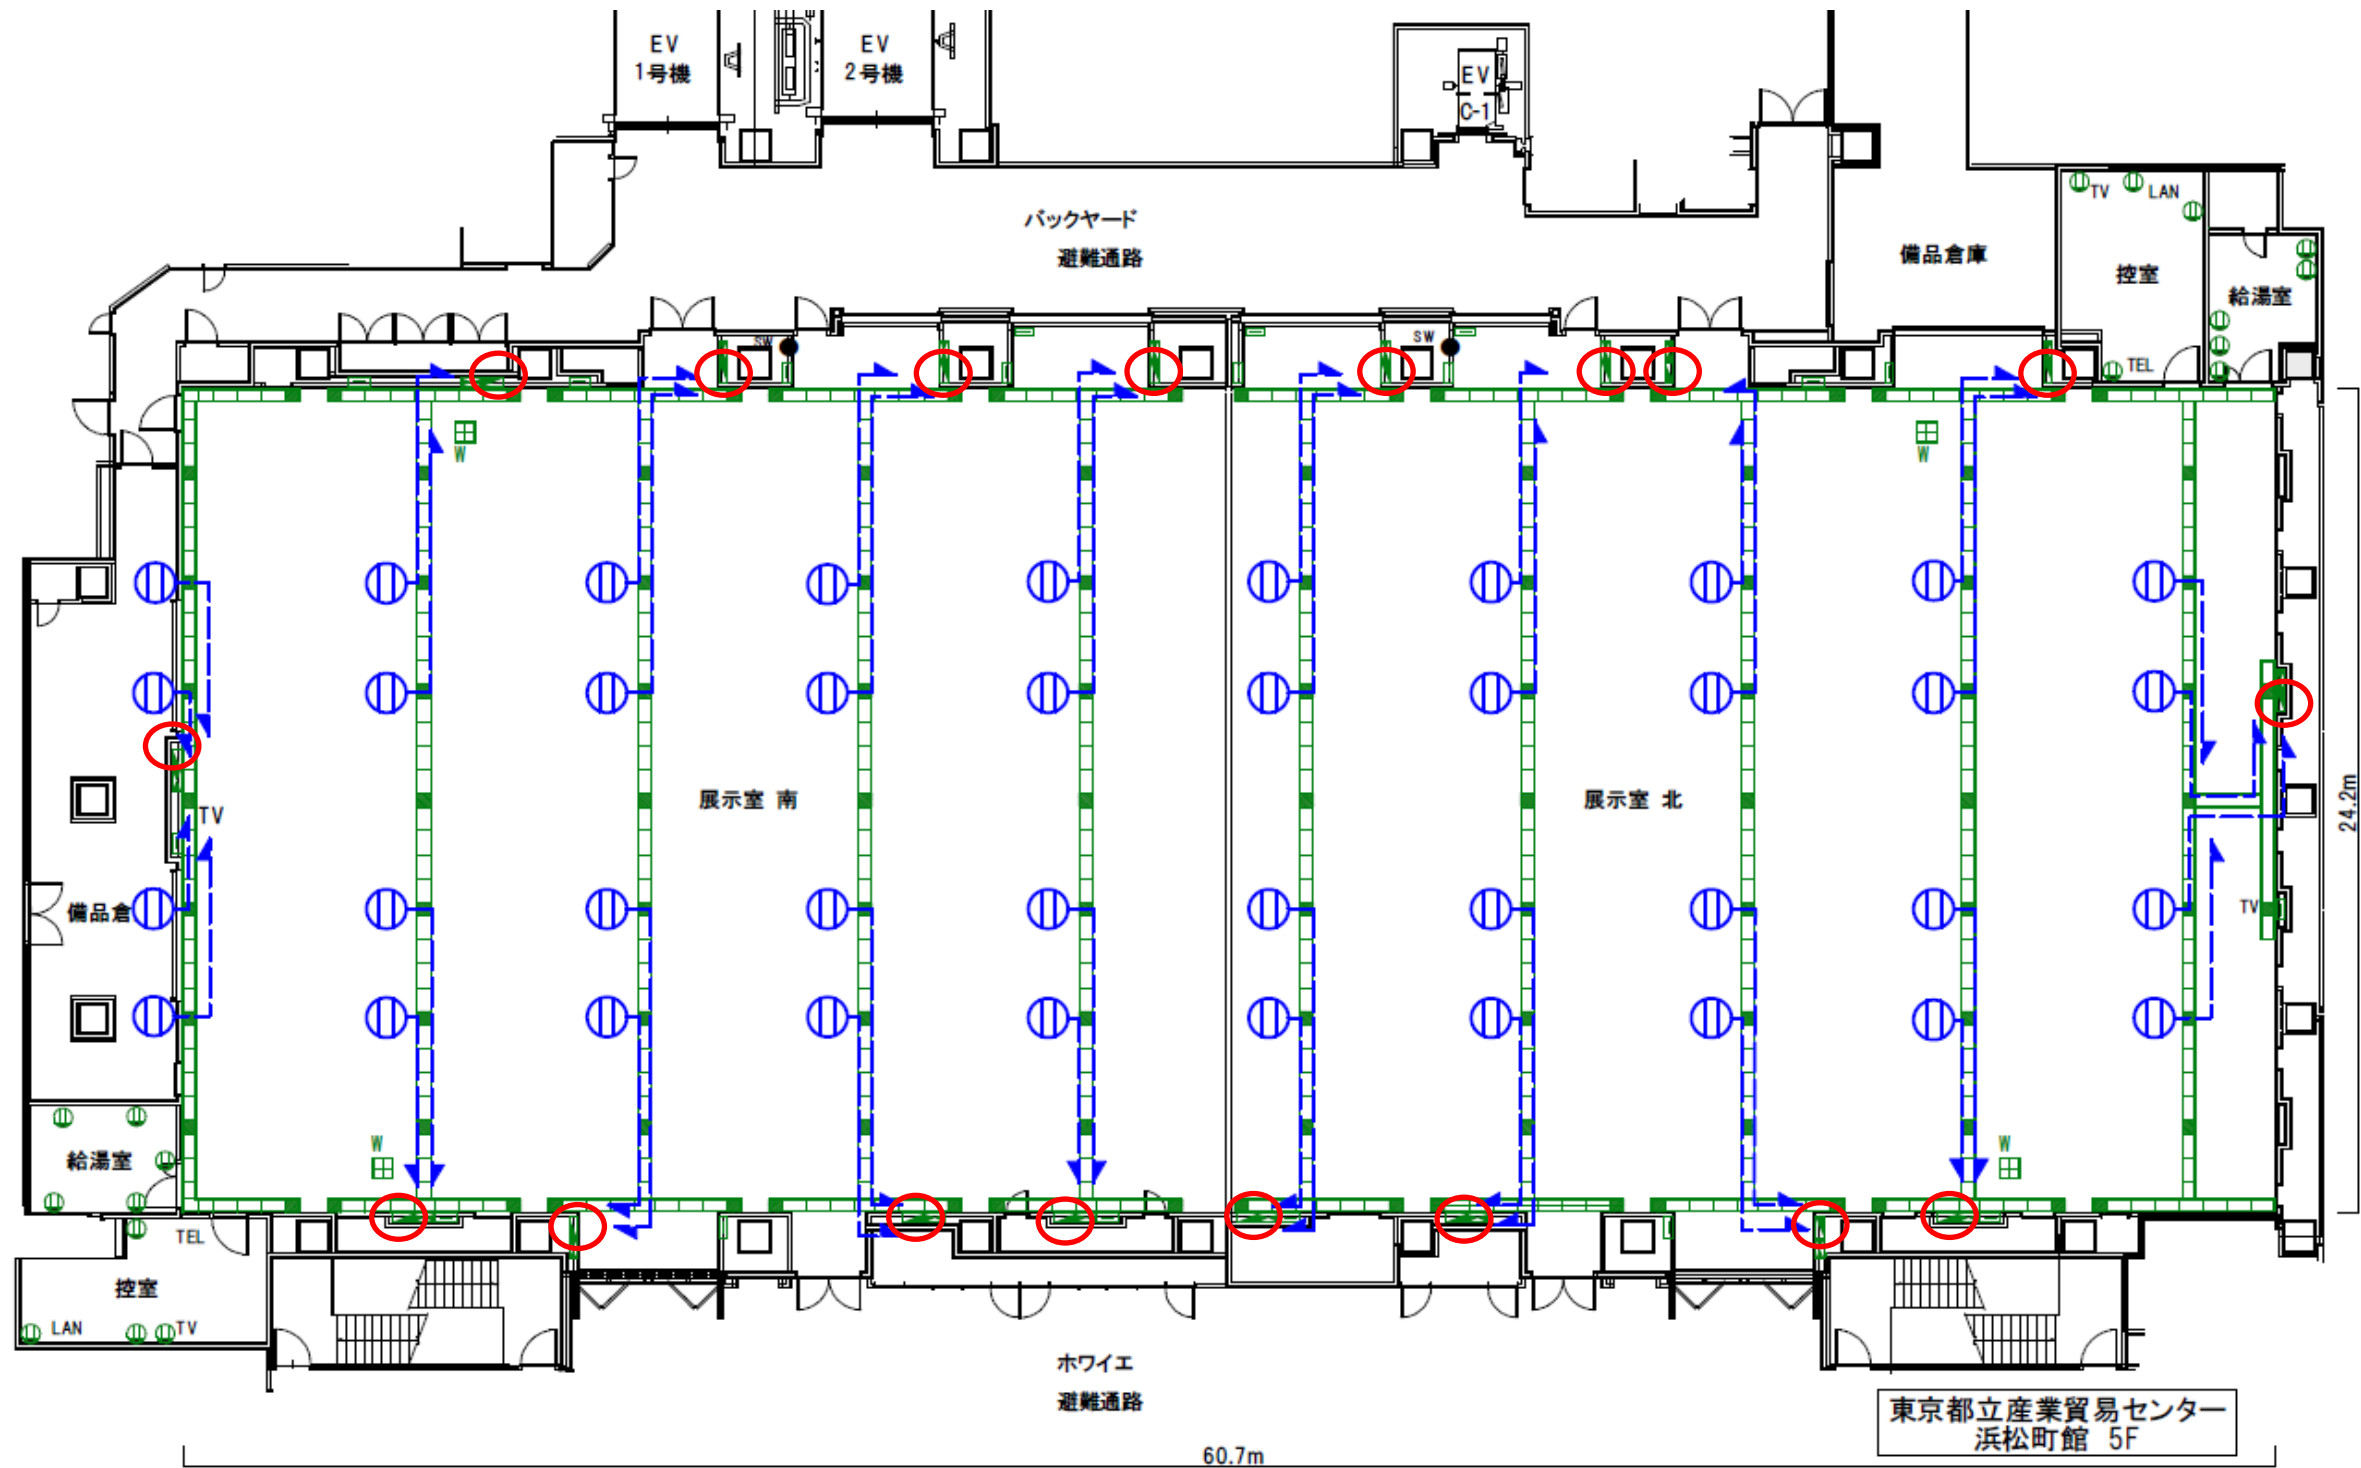 EV
1号機
EV
2号機
EV
C-1
バックヤード
避難通路
備品倉庫
TV
LAN
控室
給湯室
TEL
SW
SW
W
W
TV
展示室 南
展示室 北
24.2m
備品倉
TV
W
W
給湯室
TEL
控室
LAN
TV
ホワイエ
避難通路
東京都立産業貿易センター
浜松町館 5F
60.7m